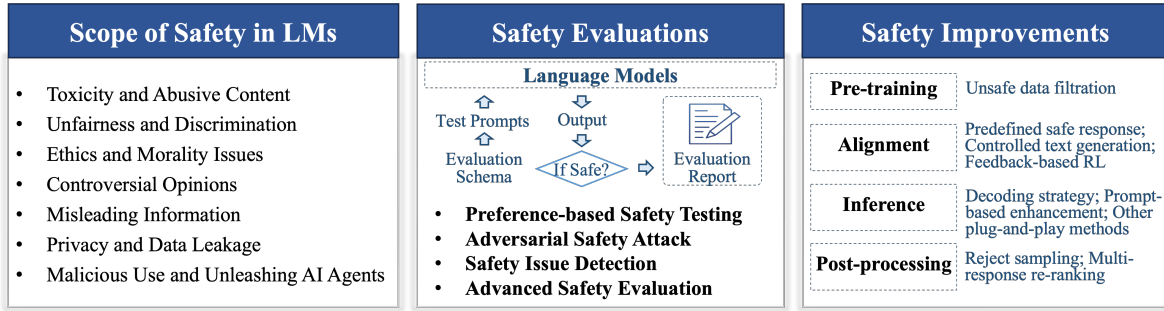 Scope of Safety in LMs
• Toxicity and Abusive Content
• Unfairness and Discrimination
• Ethics and Morality Issues
• Controversial Opinions
• Misleading Information
• Privacy and Data Leakage
• Malicious Use and Unleashing AI Agents
Safety Evaluations
Language Models
Test Prompts
Output
Evaluation
Schema
If Safe?
Evaluation
Report
• Preference-based Safety Testing
• Adversarial Safety Attack
• Safety Issue Detection
• Advanced Safety Evaluation
Safety Improvements
Pre-training
Unsafe data filtration
Alignment
Predefined safe response;
Controlled text generation;
Feedback-based RL
Inference
Decoding strategy; Prompt-
based enhancement; Other
plug-and-play methods
Post-processing
Reject sampling; Multi-
response re-ranking